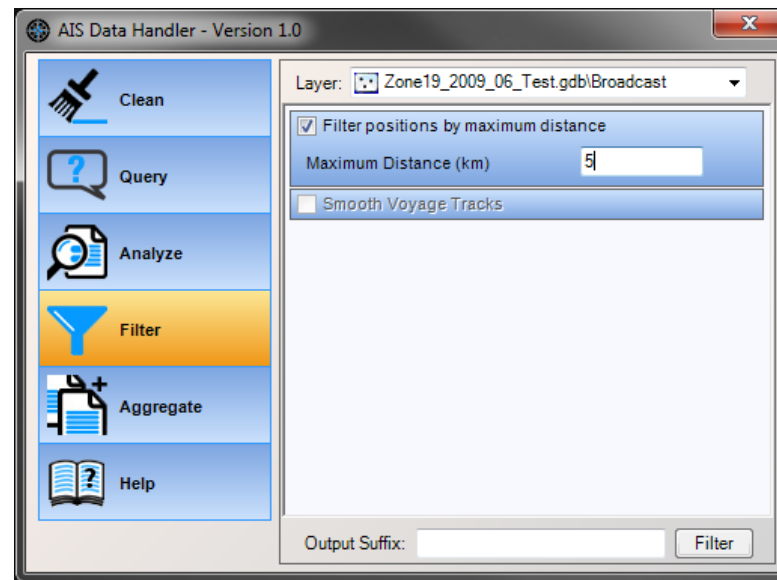 AIS Data Handler - Version 1.0
Clean
Query
Analyze
Filter
Aggregate
Help
Layer: Zone19_2009_06_Test.gdb\Broadcast
Filter positions by maximum distance
Maximum Distance (km) 5
Smooth Voyage Tracks
Output Suffix: Filter